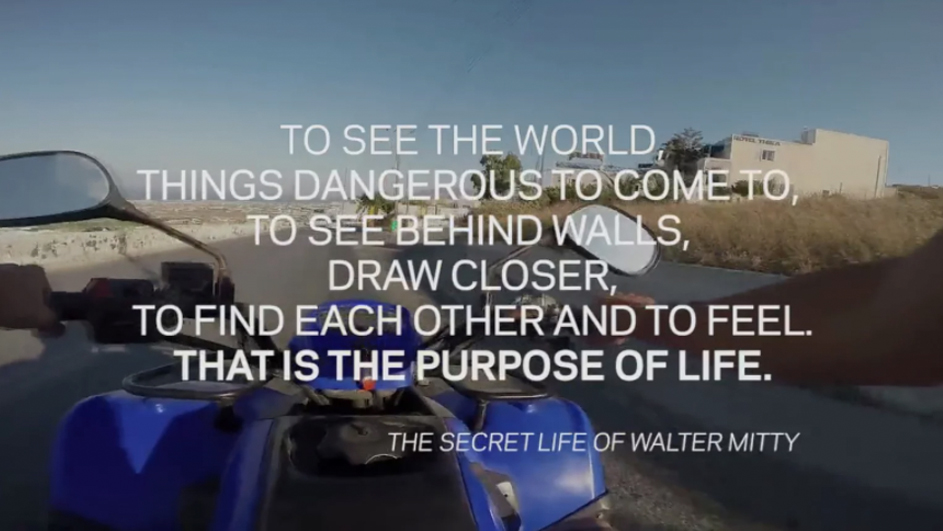 TO SEE THE WORLD,
THINGS DANGEROUS TO COME TO,
TO SEE BEHIND WALLS,
DRAW CLOSER,
TO FIND EACH OTHER AND TO FEEL.
THAT IS THE PURPOSE OF LIFE.
THE SECRET LIFE OF WALTER MITTY